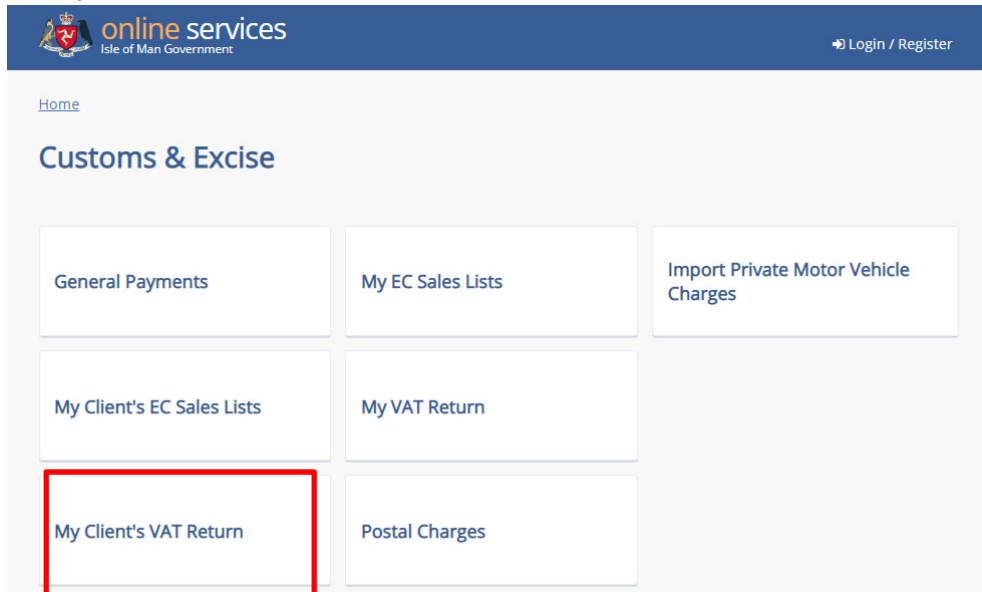 online services
Isle of Man Government
Login / Register
Home
Customs & Excise
General Payments
My EC Sales Lists
Import Private Motor Vehicle
Charges
My Client's EC Sales Lists
My VAT Return
My Client's VAT Return
Postal Charges